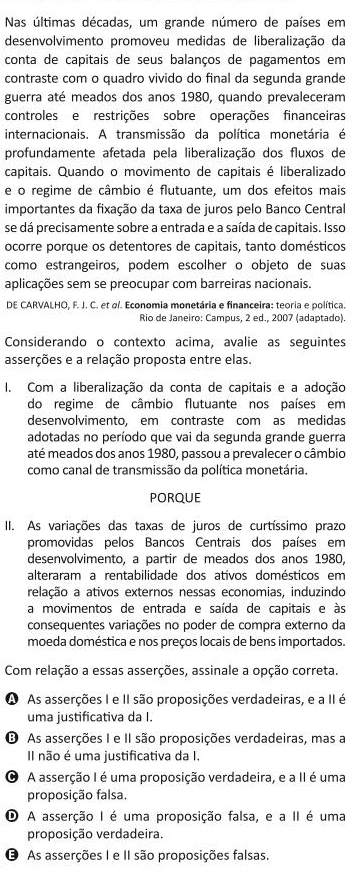 Nas últimas décadas, um grande número de países em
desenvolvimento promoveu medidas de liberalização da
conta de capitais de seus balanços de pagamentos em
contraste com o quadro vivido do final da segunda grande
guerra até meados dos anos 1980, quando prevaleceram
controles e restrições sobre operações financeiras
internacionais. A transmissão da política monetária é
profundamente afetada pela liberalização dos fluxos de
capitais. Quando o movimento de capitais é liberalizado
e o regime de câmbio é flutuante, um dos efeitos mais
importantes da fixação da taxa de juros pelo Banco Central
se dá precisamente sobre a entrada e a saída de capitais. Isso
ocorre porque os detentores de capitais, tanto domésticos
como estrangeiros, podem escolher o objeto de suas
aplicações sem se preocupar com barreiras nacionais.
DE CARVALHO, F. J. C. et al. Economia monetária e financeira: teoria e política.
Rio de Janeiro: Campus, 2 ed., 2007 (adaptado).
Considerando o contexto acima, avalie as seguintes
asserções e a relação proposta entre elas.
I. Com a liberalização da conta de capitais e a adoção
do regime de câmbio flutuante nos países em
desenvolvimento, em contraste com as medidas
adotadas no período que vai da segunda grande guerra
até meados dos anos 1980, passou a prevalecer o câmbio
como canal de transmissão da política monetária.
PORQUE
II. As variações das taxas de juros de curtíssimo prazo
promovidas pelos Bancos Centrais dos países em
desenvolvimento, a partir de meados dos anos 1980,
alteraram a rentabilidade dos ativos domésticos em
relação a ativos externos nessas economias, induzindo
a movimentos de entrada e saída de capitais e às
consequentes variações no poder de compra externo da
moeda doméstica e nos preços locais de bens importados.
Com relação a essas asserções, assinale a opção correta.
A As asserções I e II são proposições verdadeiras, e a II é
uma justificativa da I.
B As asserções I e II são proposições verdadeiras, mas a
II não é uma justificativa da I.
C A asserção I é uma proposição verdadeira, e a II é uma
proposição falsa.
D A asserção I é uma proposição falsa, e a II é uma
proposição verdadeira.
E As asserções I e II são proposições falsas.